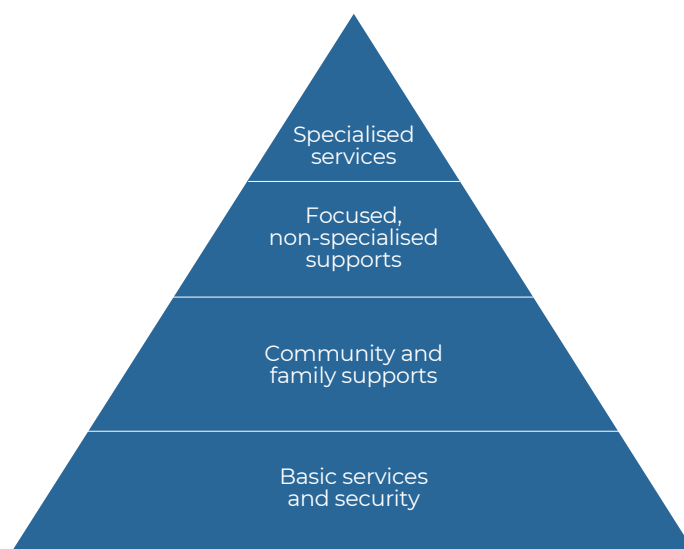 Specialised
services
Focused,
non-specialised
supports
Community and
family supports
Basic services
and security